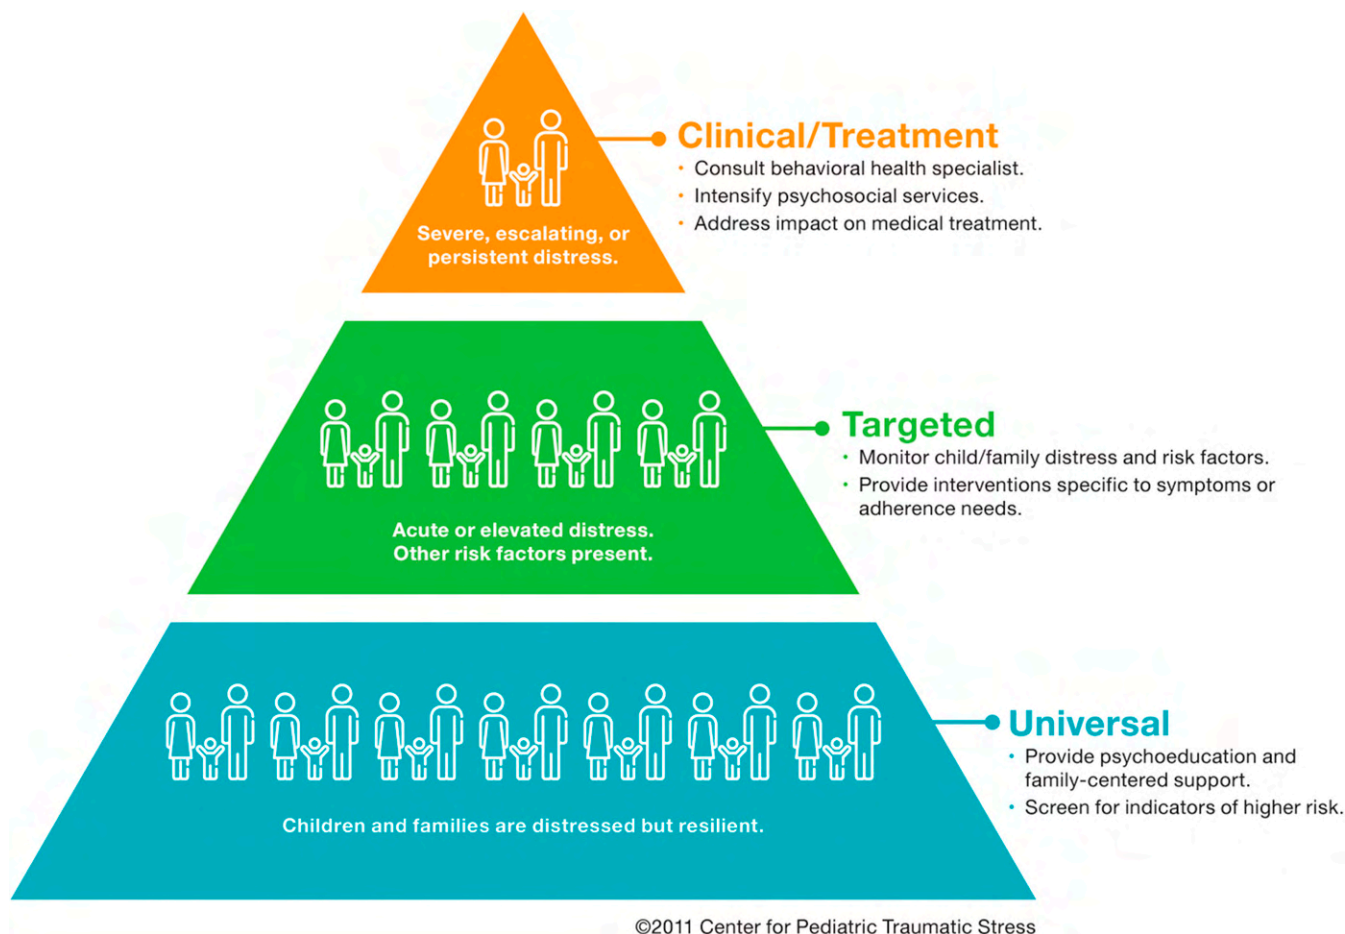 Clinical/Treatment
• Consult behavioral health specialist.
• Intensify psychosocial services.
• Address impact on medical treatment.
Severe, escalating, or
persistent distress.
Targeted
• Monitor child/family distress and risk factors.
• Provide interventions specific to symptoms or
adherence needs.
Acute or elevated distress.
Other risk factors present.
Universal
• Provide psychoeducation and
family-centered support.
• Screen for indicators of higher risk.
Children and families are distressed but resilient.
©2011 Center for Pediatric Traumatic Stress